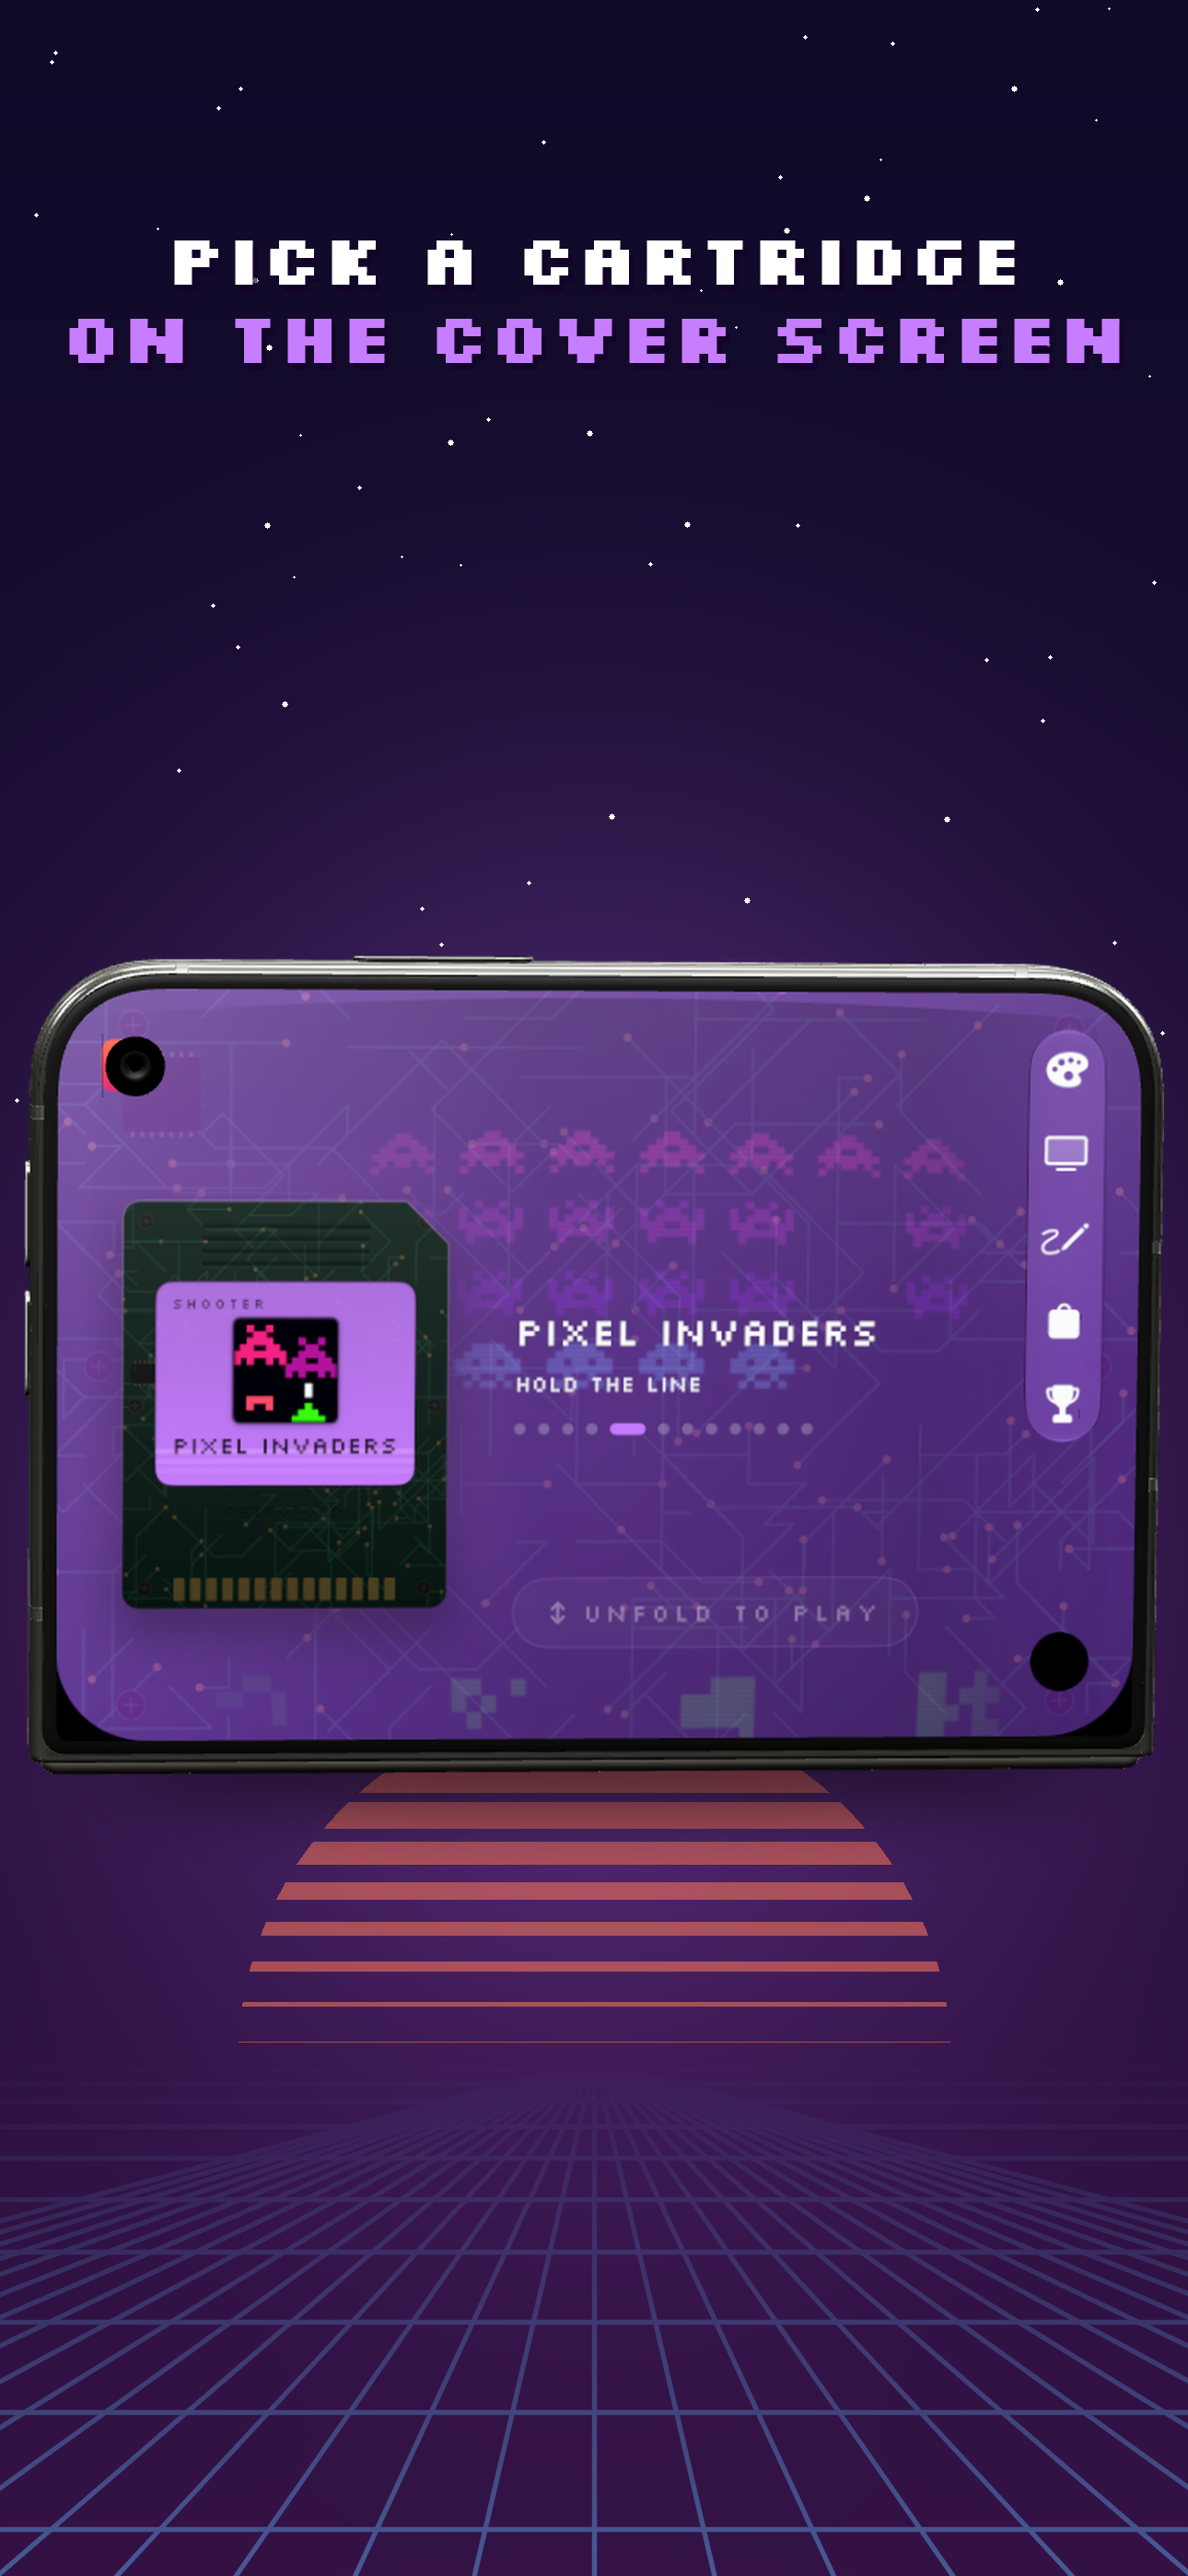 PICK A CARTRIDGE
ON THE COVER SCREEN
SHOOTER
PIXEL INVADERS
PIXEL INVADERS
HOLD THE LINE
UNFOLD TO PLAY